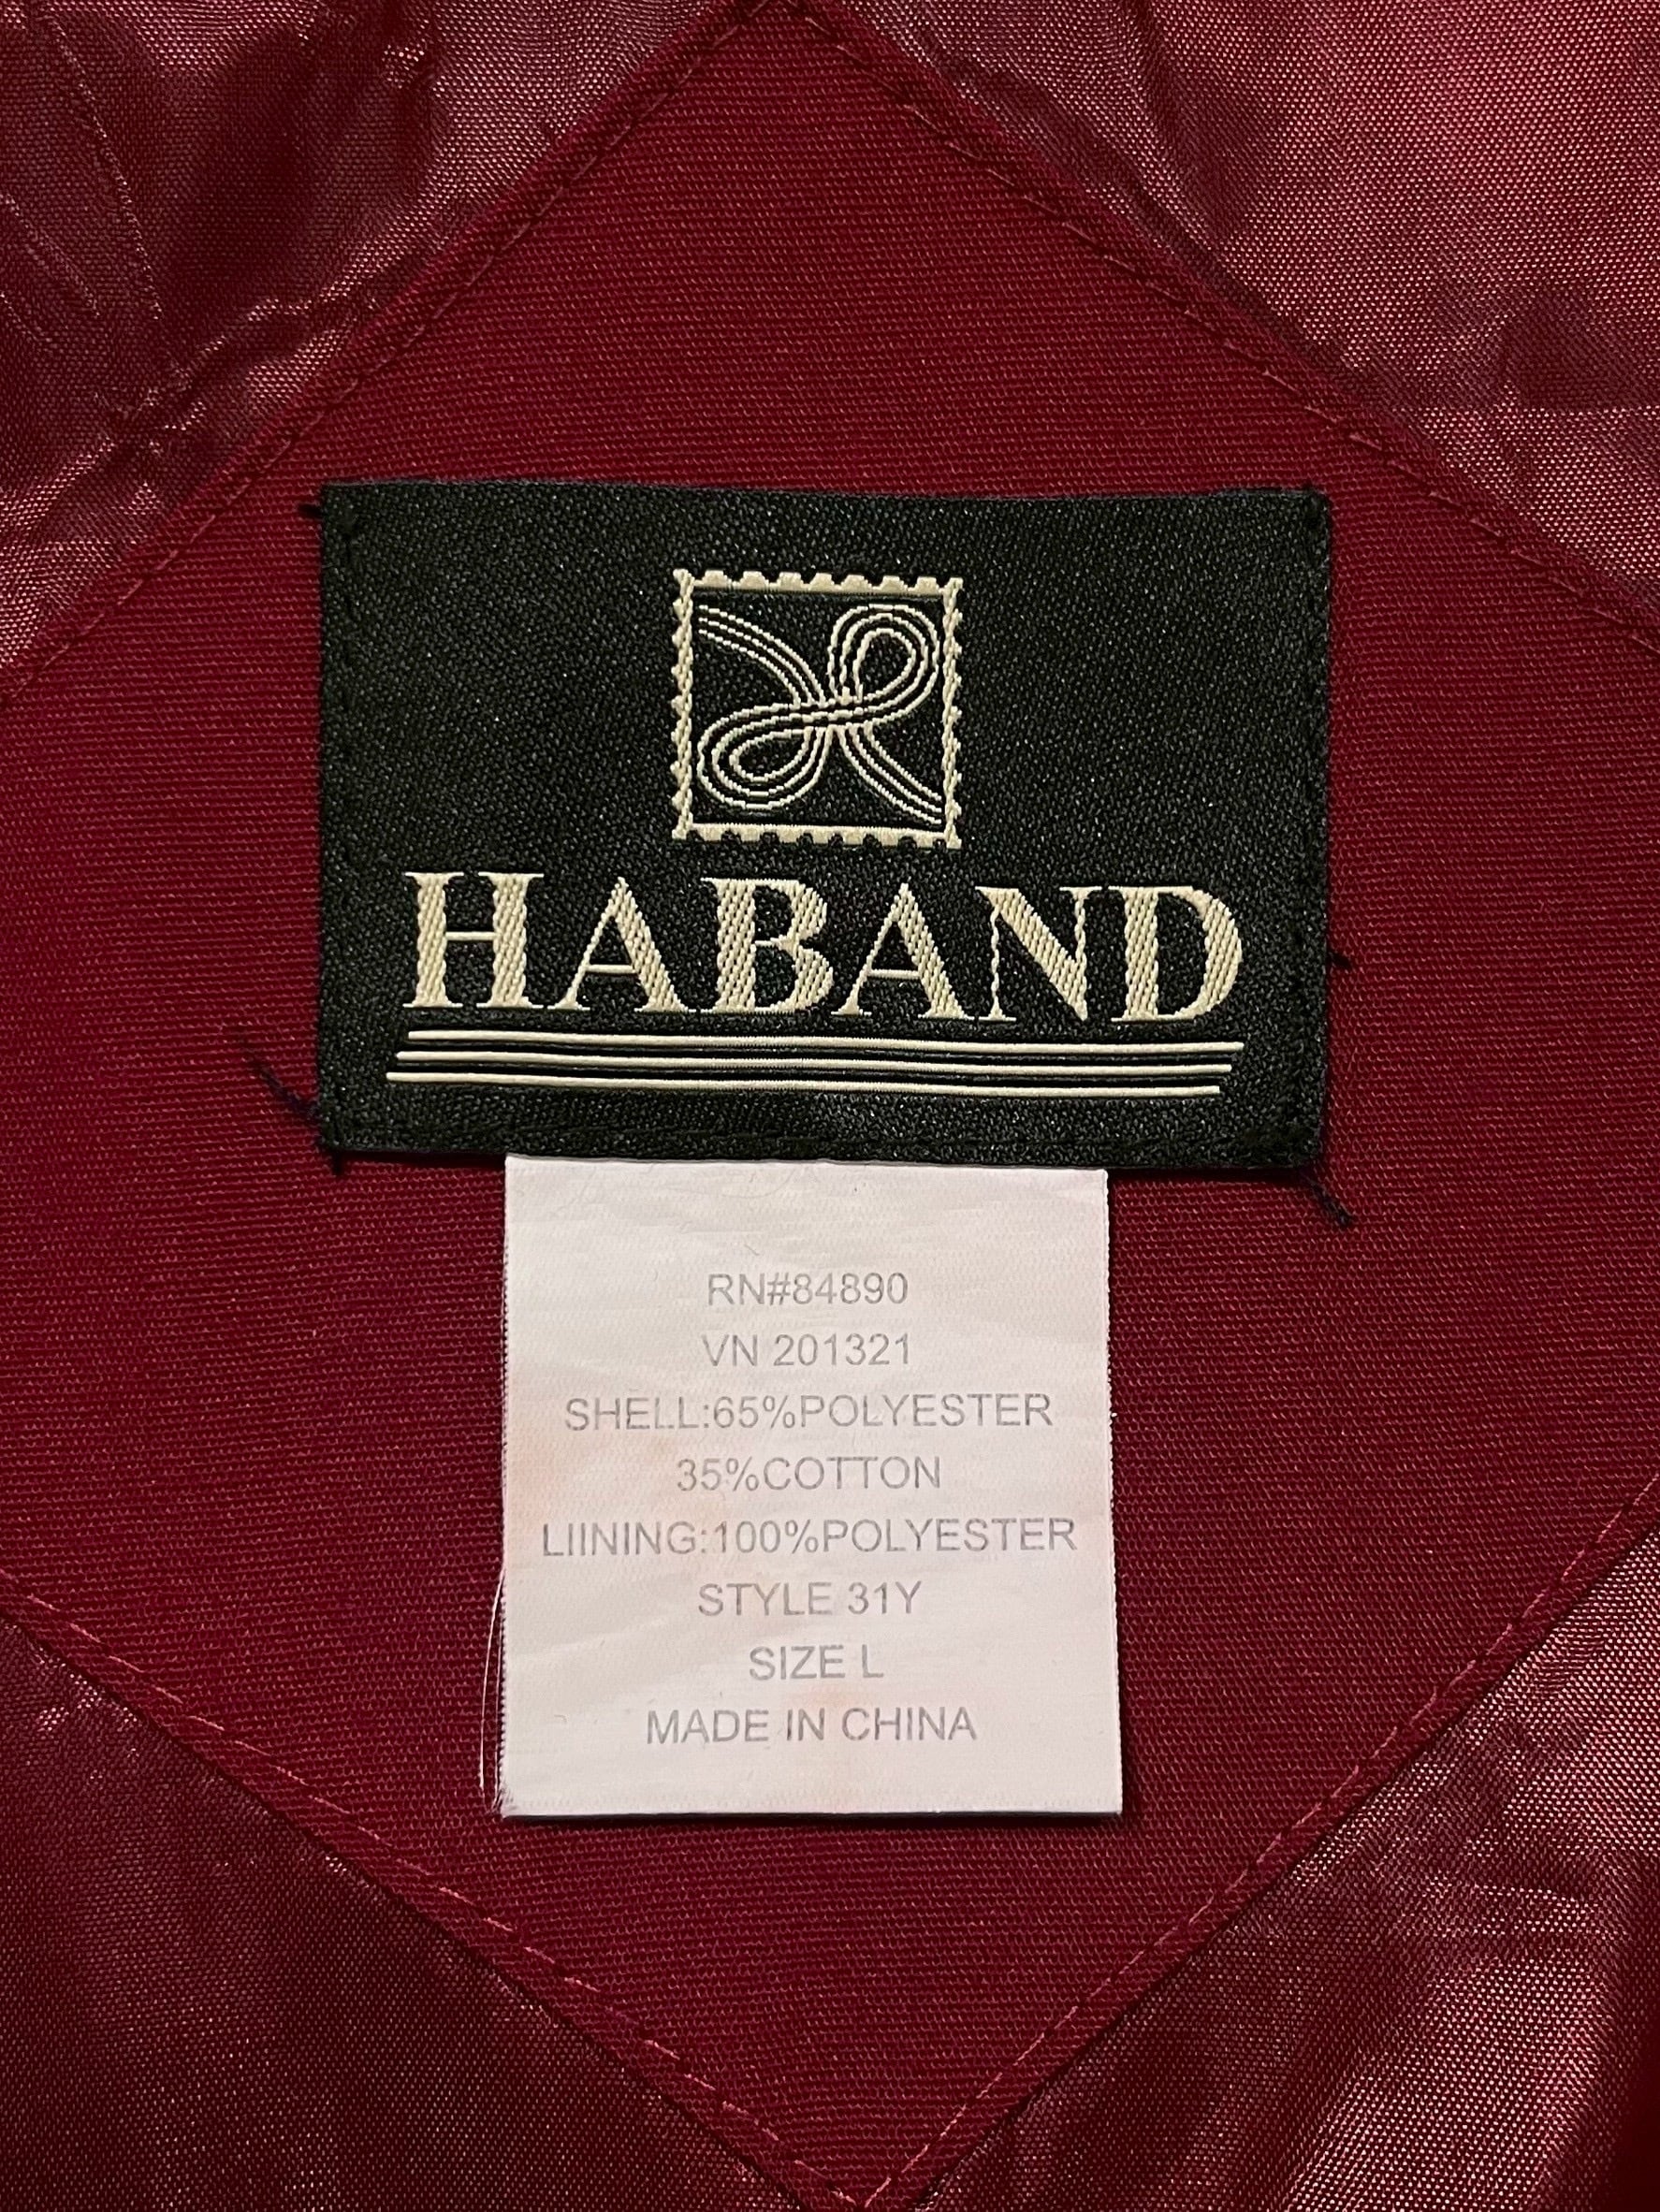 HABAND
RN#84890
VN 201321
SHELL:65%POLYESTER
35%COTTON
LIINING:100%POLYESTER
STYLE 31Y
SIZE L
MADE IN CHINA